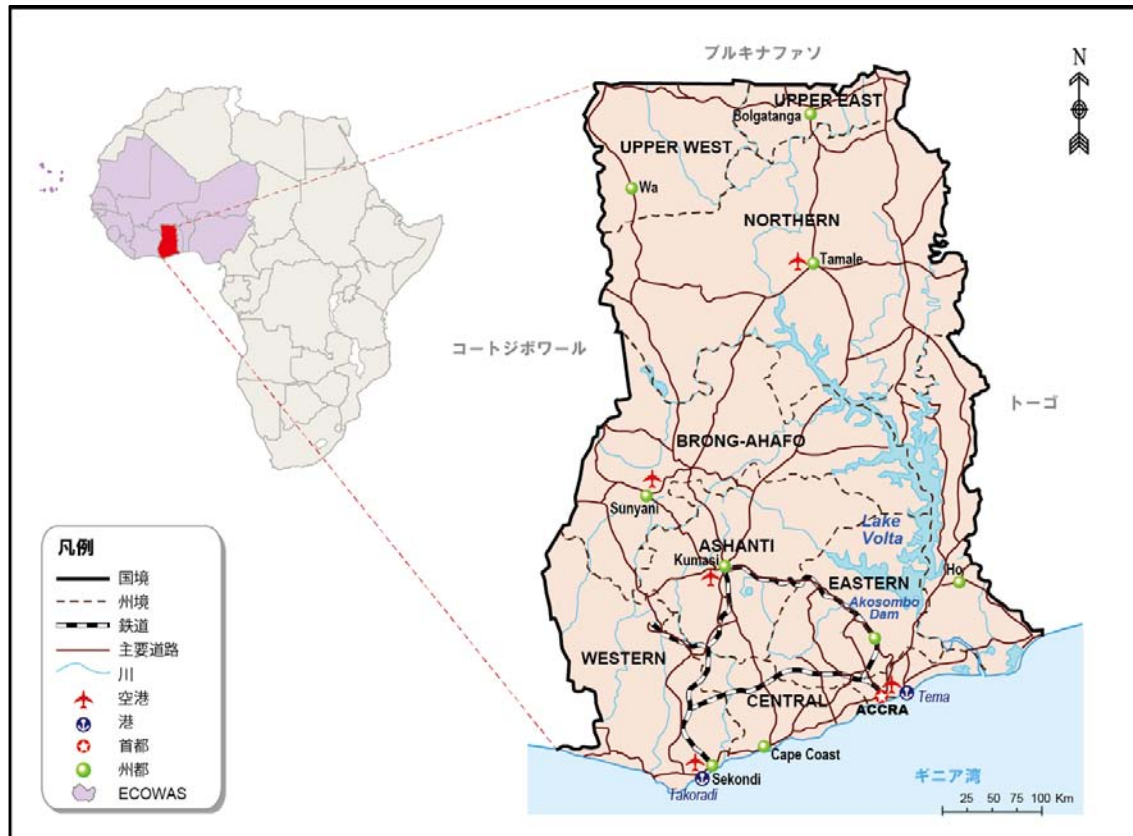 ブルキナファソ
N
UPPER EAST
Bolgatanga
UPPER WEST
Wa
NORTHERN
Tamale
コートジボワール
トーゴ
BRONG-AHAFO
Sunyani
Lake
Volta
ASHANTI
Kumasi
EASTERN
Ho
Akosombo
Dam
WESTERN
CENTRAL
ACCRA
Tema
Cape Coast
Sekondi
Takoradi
ギニア湾
25 50 75 100 Km
凡例
国境
州境
鉄道
主要道路
川
空港
港
首都
州都
ECOWAS